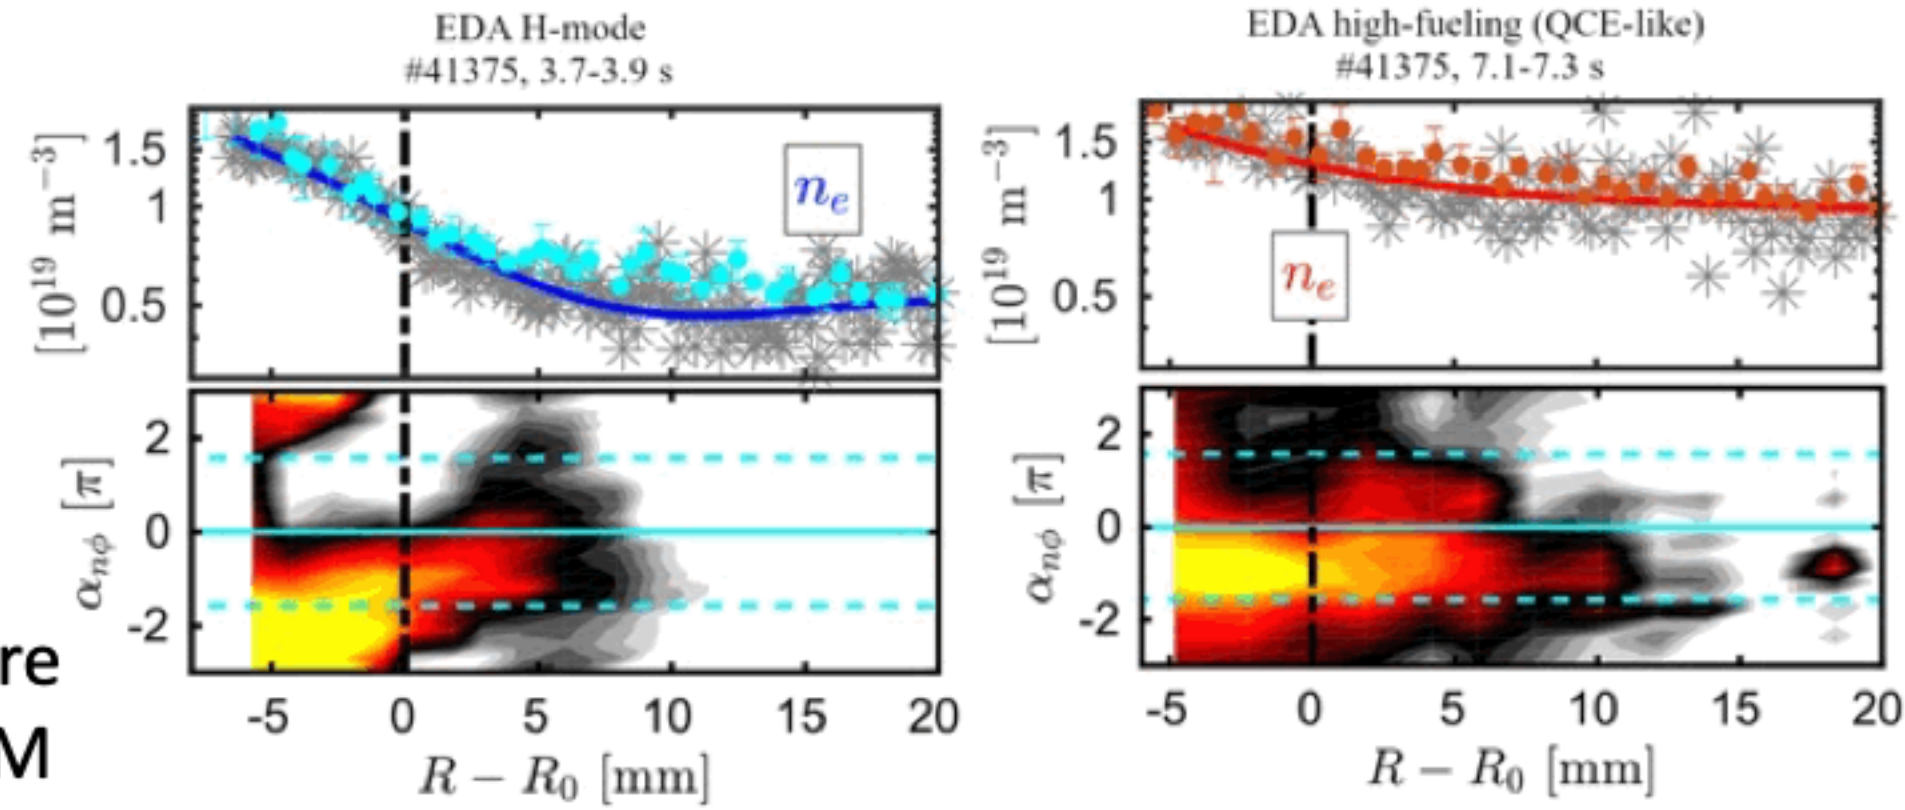 EDA H-mode
#41375, 3.7-3.9 s
[10^19 m^−3]
1.5
1
0.5
n_e
α_nϕ [π]
2
0
-2
-5 0 5 10 15 20
R − R_0 [mm]
EDA high-fueling (QCE-like)
#41375, 7.1-7.3 s
[10^19 m^−3]
1.5
1
0.5
n_e
α_nϕ [π]
2
0
-2
-5 0 5 10 15 20
R − R_0 [mm]
re
M